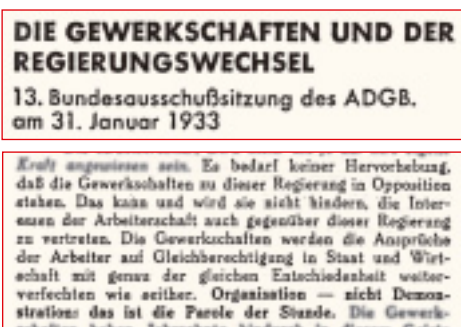 DIE GEWERKSCHAFTEN UND DER
REGIERUNGSWECHSEL
13. Bundesausschußsitzung des ADGB.
am 31. Januar 1933
Kraft angewiesen sein. Es bedarf keiner Hervorhebung,
daß die Gewerkschaften zu dieser Regierung in Opposition
stehen. Das kann und wird sie nicht hindern, die Inter-
essen der Arbeiterschaft auch gegenüber dieser Regierung
zu vertreten. Die Gewerkschaften werden die Ansprüche
der Arbeiter auf Gleichberechtigung in Staat und Wirt-
schaft mit genau der gleichen Entschiedenheit weiter-
verfechten wie seither. Organisation — nicht Demon-
stration: das ist die Parole der Stunde. Die Gewerk-